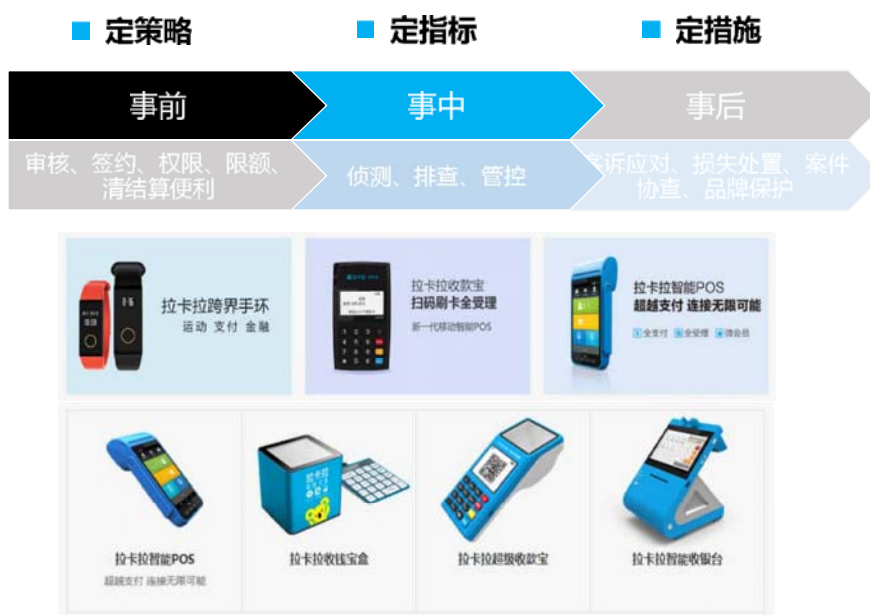 定策略
定指标
定措施
事前
事中
事后
审核、签约、权限、限额、
清结算便利
侦测、排查、管控
客诉应对、损失处置、案件
协查、品牌保护
拉卡拉跨界手环
运动 支付 金融
拉卡拉收款宝
扫码刷卡全受理
新一代移动智能POS
拉卡拉智能POS
超越支付 连接无限可能
全支付 全受理 微会员
拉卡拉智能POS
超越支付 连接无限可能
拉卡拉收钱宝盒
拉卡拉超级收款宝
拉卡拉智能收银台